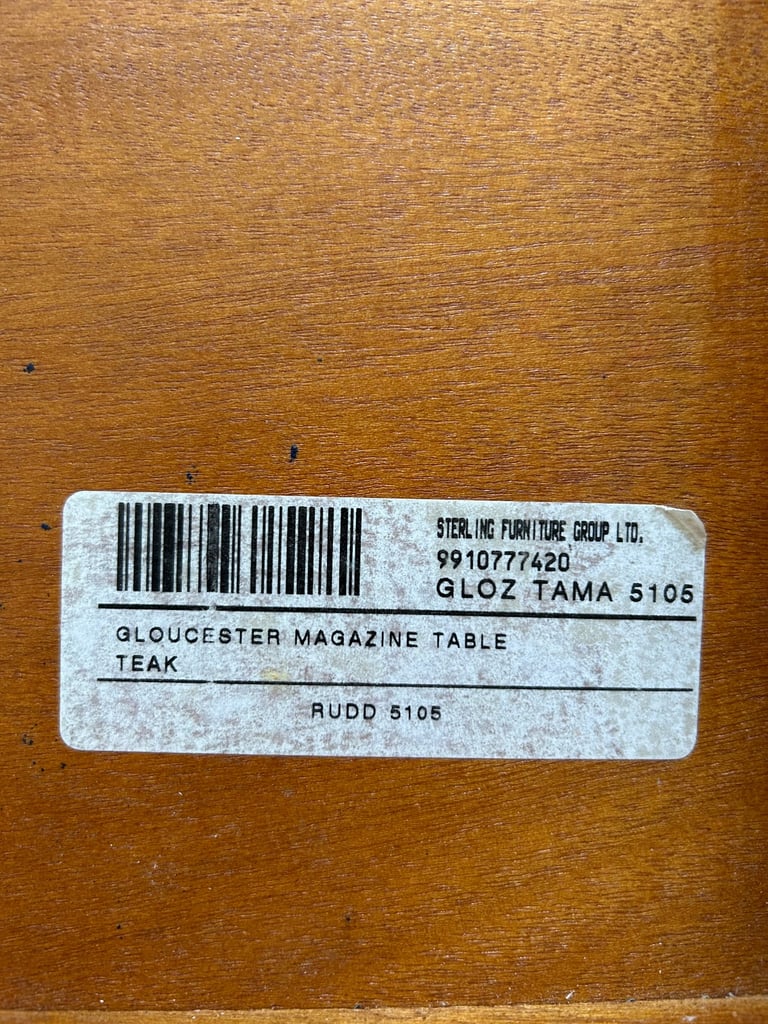 STERLING FURNITURE GROUP LTD.
9910777420
GLOZ TAMA 5105
GLOUCESTER MAGAZINE TABLE
TEAK
RUDD 5105